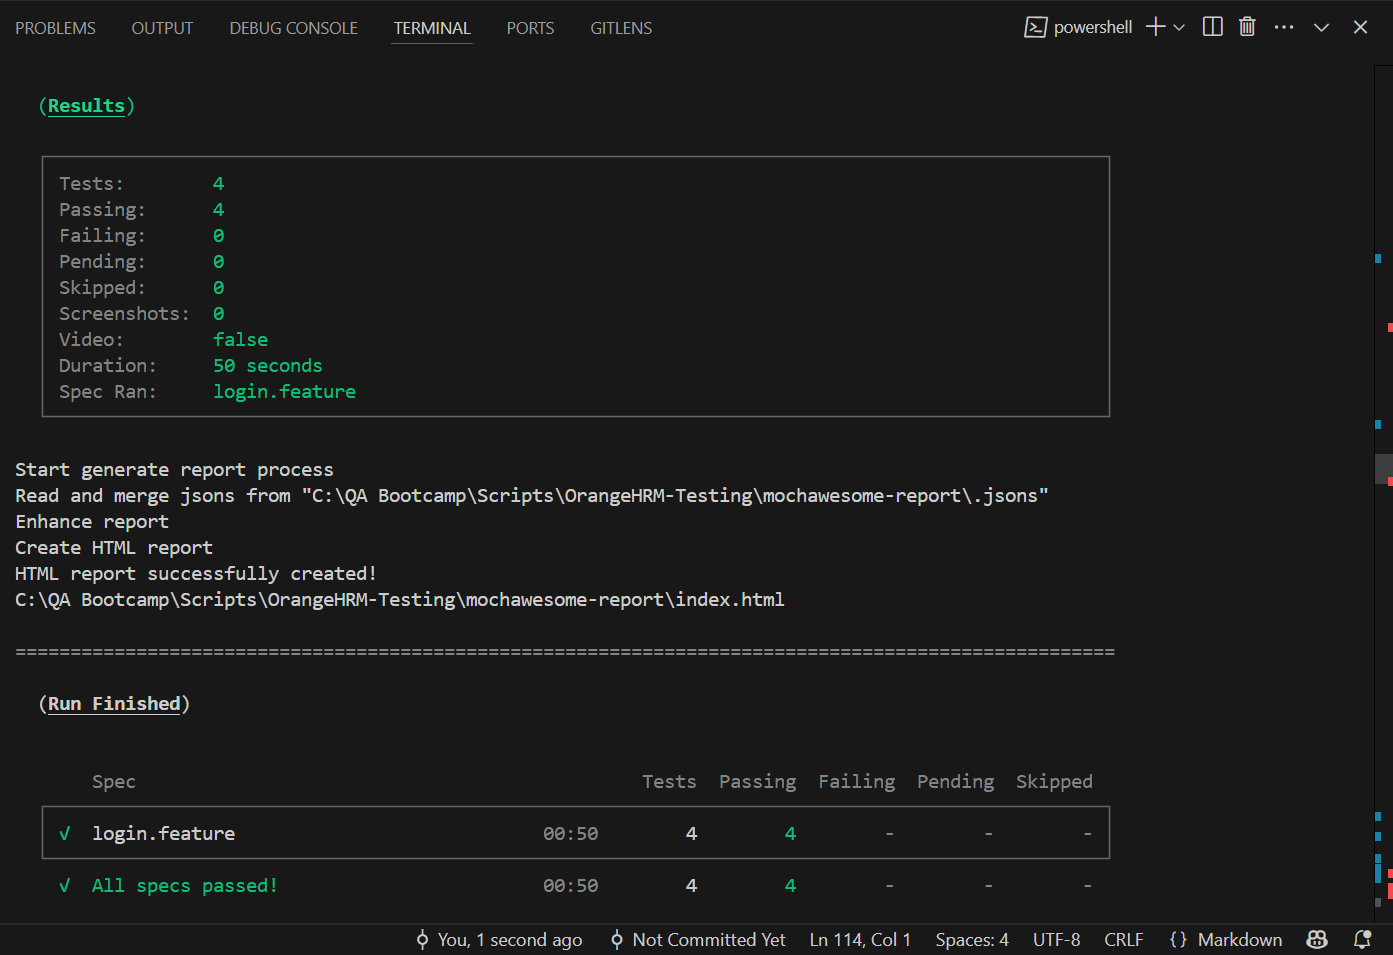 PROBLEMS OUTPUT DEBUG CONSOLE TERMINAL PORTS GITLENS powershell
(Results)
Tests: 4
Passing: 4
Failing: 0
Pending: 0
Skipped: 0
Screenshots: 0
Video: false
Duration: 50 seconds
Spec Ran: login.feature
Start generate report process
Read and merge jsons from "C:\QA Bootcamp\Scripts\OrangeHRM-Testing\mochawesome-report\.jsons"
Enhance report
Create HTML report
HTML report successfully created!
C:\QA Bootcamp\Scripts\OrangeHRM-Testing\mochawesome-report\index.html
====================================================================================================
(Run Finished)
Spec Tests Passing Failing Pending Skipped
√ login.feature 00:50 4 4 - - -
√ All specs passed! 00:50 4 4 - - -
You, 1 second ago Not Committed Yet Ln 114, Col 1 Spaces: 4 UTF-8 CRLF {} Markdown